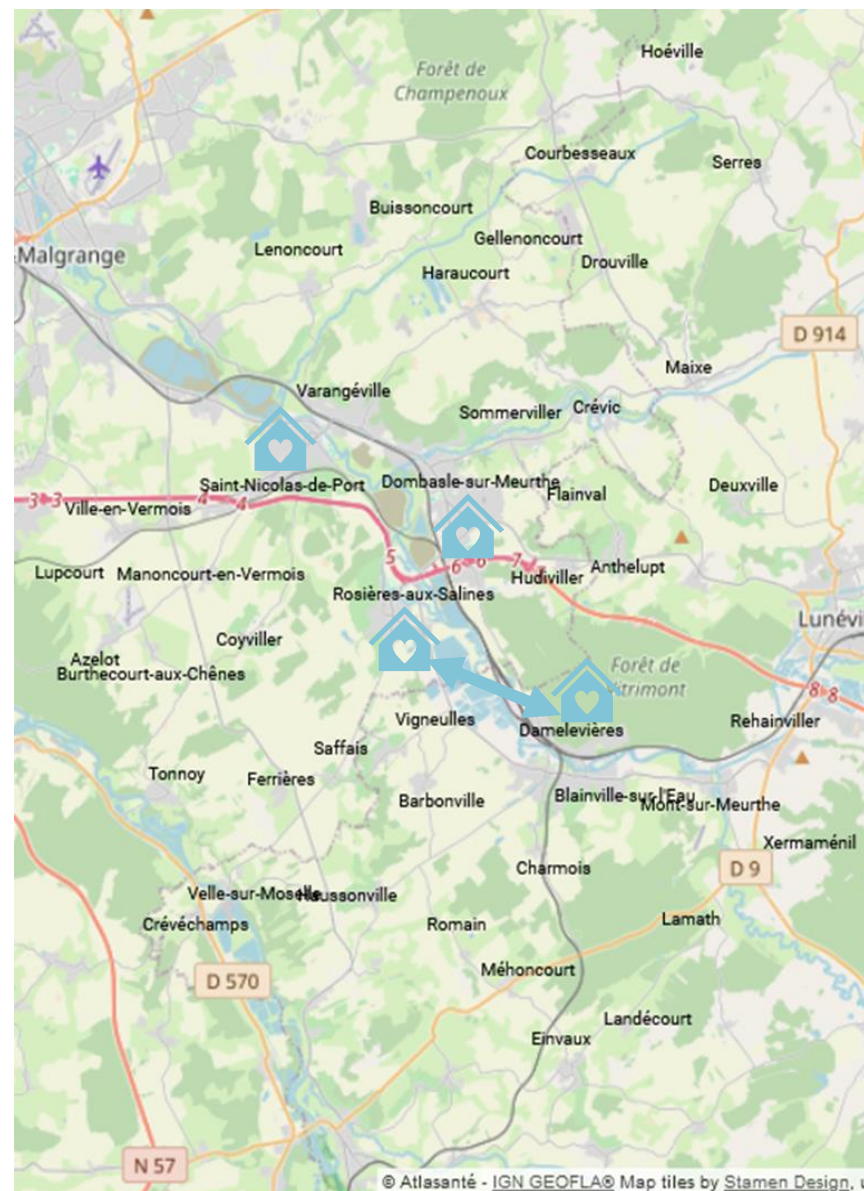 Hoéville
Forêt de
Champenoux
Courbesseaux
Serres
Buissoncourt
Gellenoncourt
Lenoncourt
Malgrange
Drouville
Haraucourt
D 914
Maixe
Varangéville
Sommerviller
Crévic
Saint-Nicolas-de-Port
Dombasle-sur-Meurthe
Flainval
Deuxville
3
3
4
4
Ville-en-Vermois
5
6
6
7
Anthelupt
Hudiviller
Lupcourt
Manoncourt-en-Vermois
Rosières-aux-Salines
Lunévi
Coyviller
Azelot
Burthecourt-aux-Chênes
Forêt de
Vitrimont
8
8
Vigneulles
Rehainviller
Damelevières
Saffais
Tonnoy
Ferrières
Barbonville
Blainville-sur-l'Eau
Mont-sur-Meurthe
Xermaménil
Charmois
D 9
Velle-sur-Moselle
Haussonville
Crévéchamps
Romain
Lamath
D 570
Méhoncourt
Landécourt
Einvaux
N 57
© Atlasanté - IGN GEOFLA® Map tiles by Stamen Design,